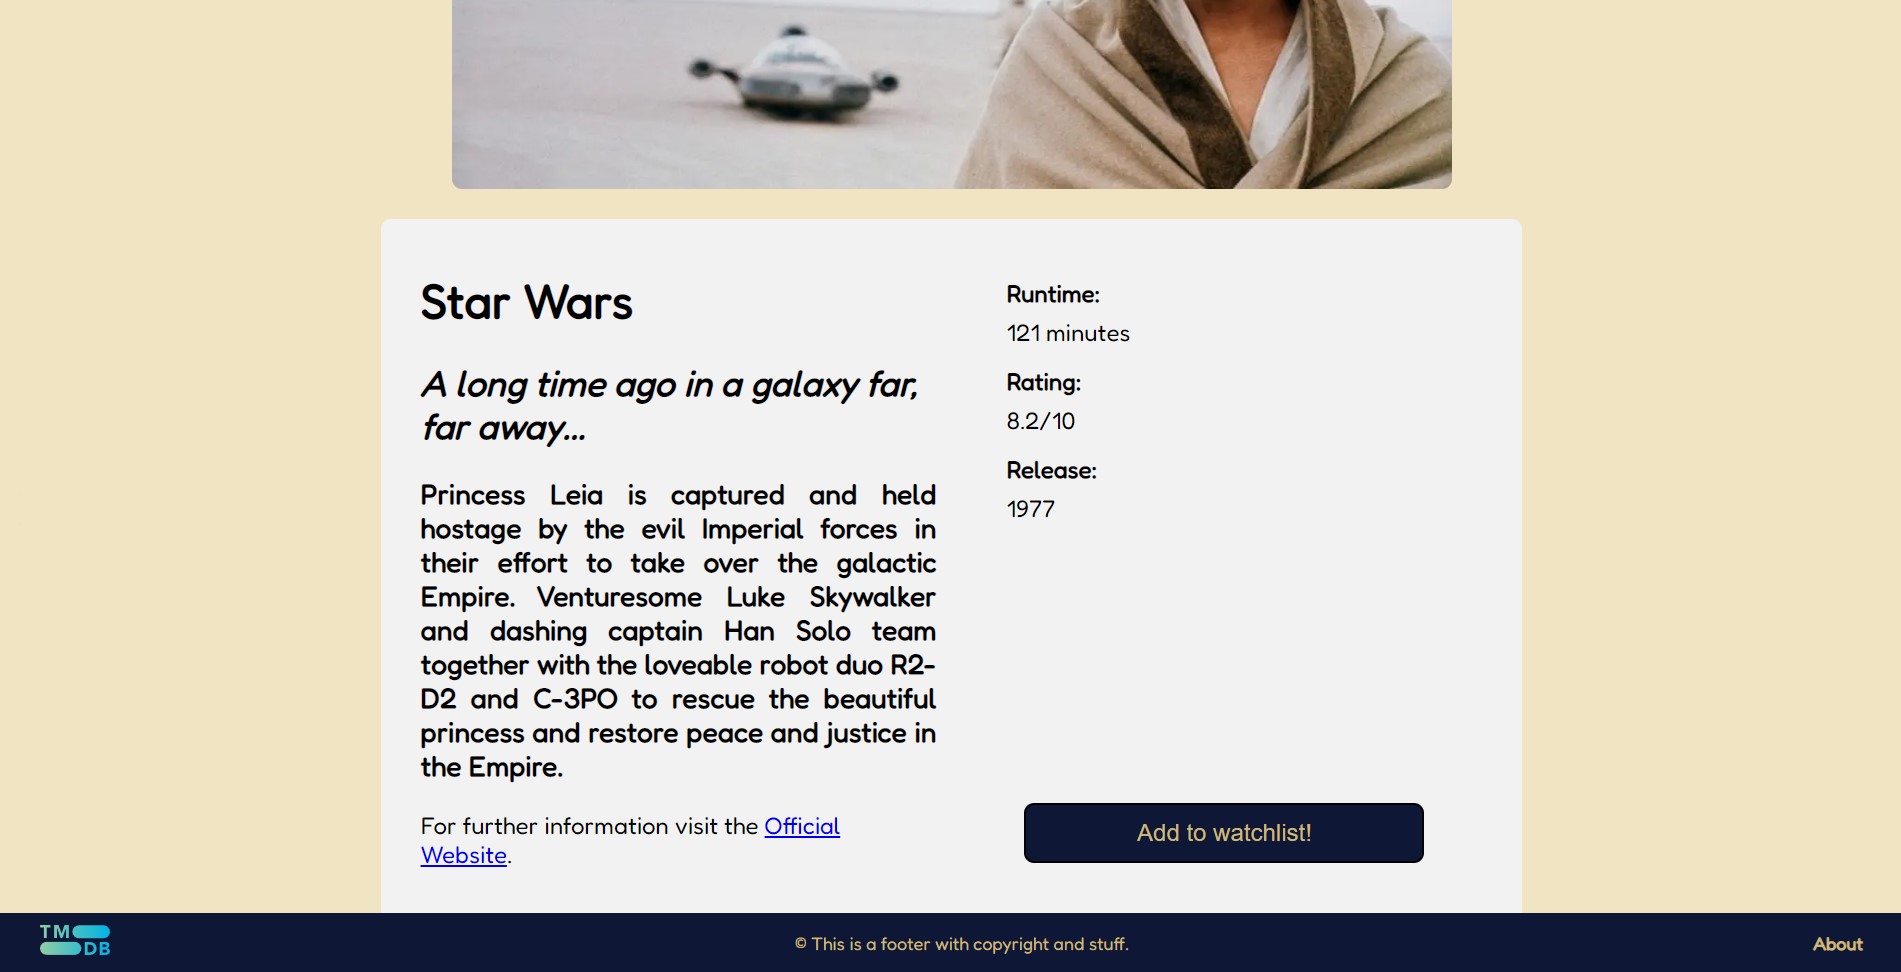 Star Wars
A long time ago in a galaxy far,
far away...
Princess Leia is captured and held
hostage by the evil Imperial forces in
their effort to take over the galactic
Empire. Venturesome Luke Skywalker
and dashing captain Han Solo team
together with the loveable robot duo R2-
D2 and C-3PO to rescue the beautiful
princess and restore peace and justice in
the Empire.
For further information visit the Official
Website.
Runtime:
121 minutes
Rating:
8.2/10
Release:
1977
Add to watchlist!
TM
DB
© This is a footer with copyright and stuff.
About